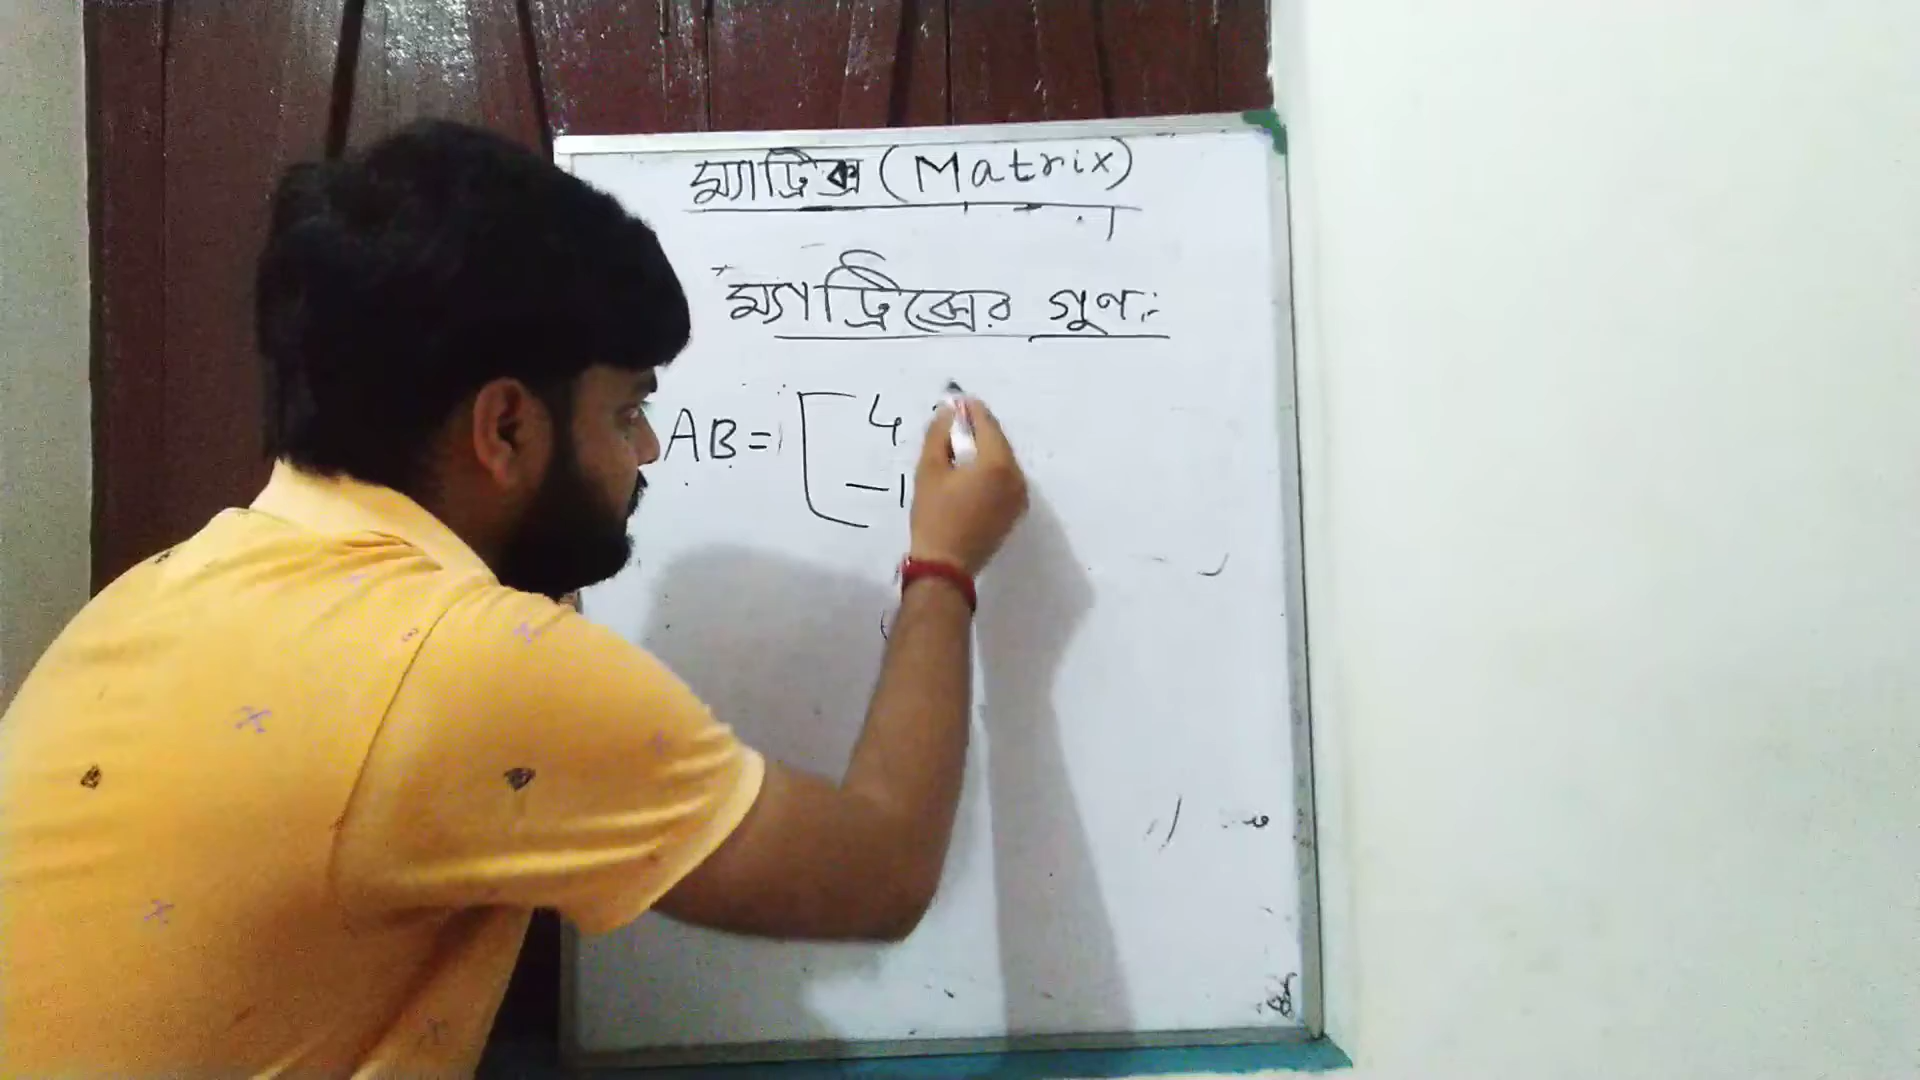 ম্যাট্রিক্স (Matrix)
ম্যাট্রিক্সের গুণ:-
AB = [ 4
-1